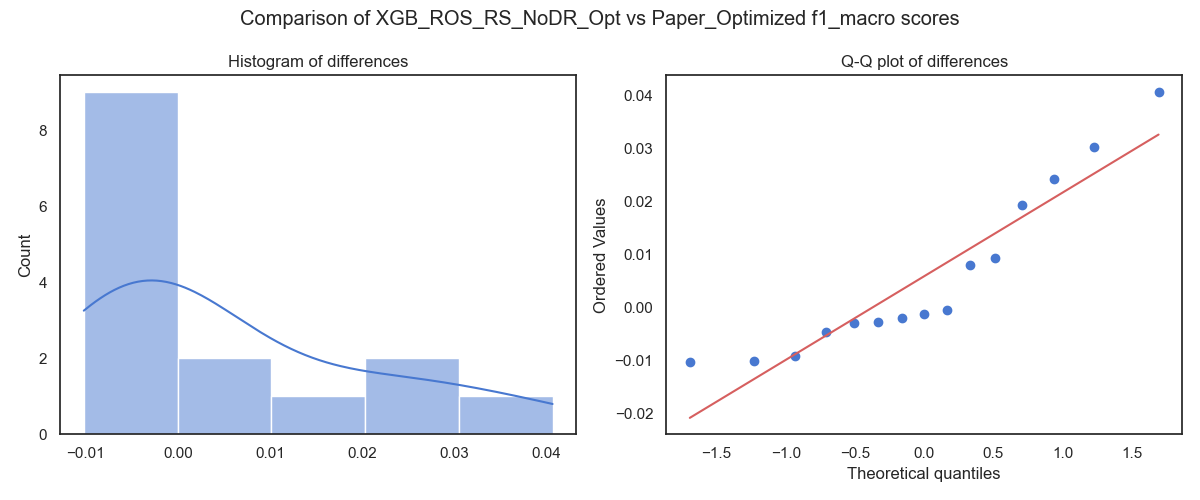 Comparison of XGB_ROS_RS_NoDR_Opt vs Paper_Optimized f1_macro scores
Histogram of differences
Count
8
6
4
2
0
−0.01 0.00 0.01 0.02 0.03 0.04
Q-Q plot of differences
Ordered Values
0.04
0.03
0.02
0.01
0.00
−0.01
−0.02
−1.5 −1.0 −0.5 0.0 0.5 1.0 1.5
Theoretical quantiles